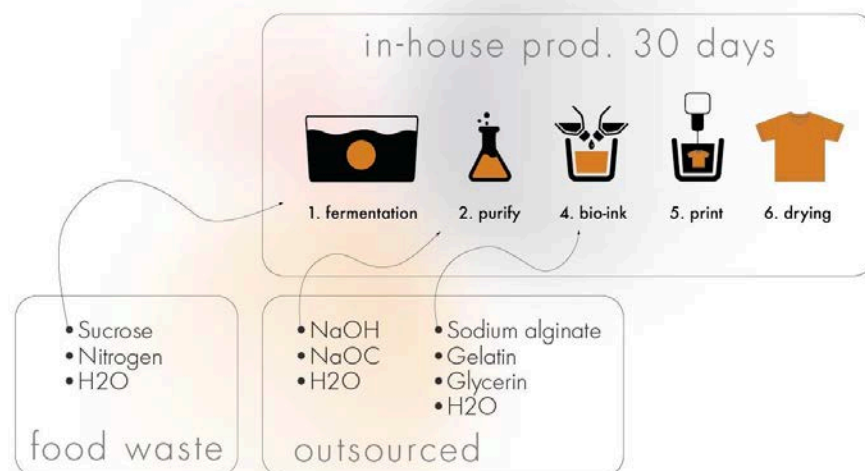 in-house prod. 30 days
1. fermentation
2. purify
4. bio-ink
5. print
6. drying
• Sucrose
• Nitrogen
• H2O
food waste
• NaOH
• NaOC
• H2O
• Sodium alginate
• Gelatin
• Glycerin
• H2O
outsourced